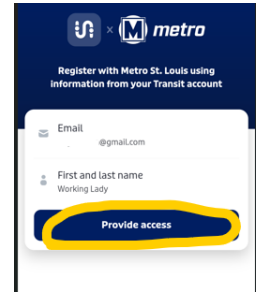 × M metro
Register with Metro St. Louis using
information from your Transit account
Email
@gmail.com
First and last name
Working Lady
Provide access